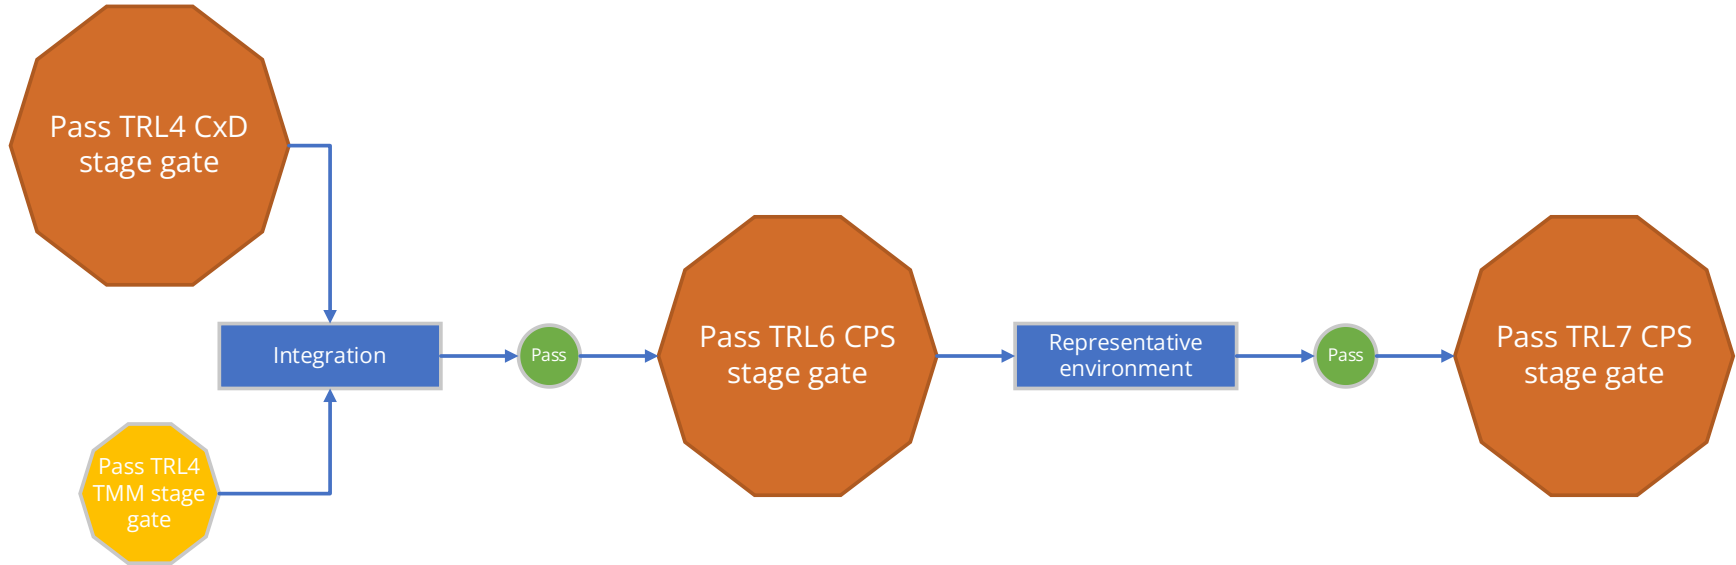 Pass TRL4 CxD
stage gate
Integration
Pass TRL4
TMM stage
gate
Pass
Pass TRL6 CPS
stage gate
Representative
environment
Pass
Pass TRL7 CPS
stage gate